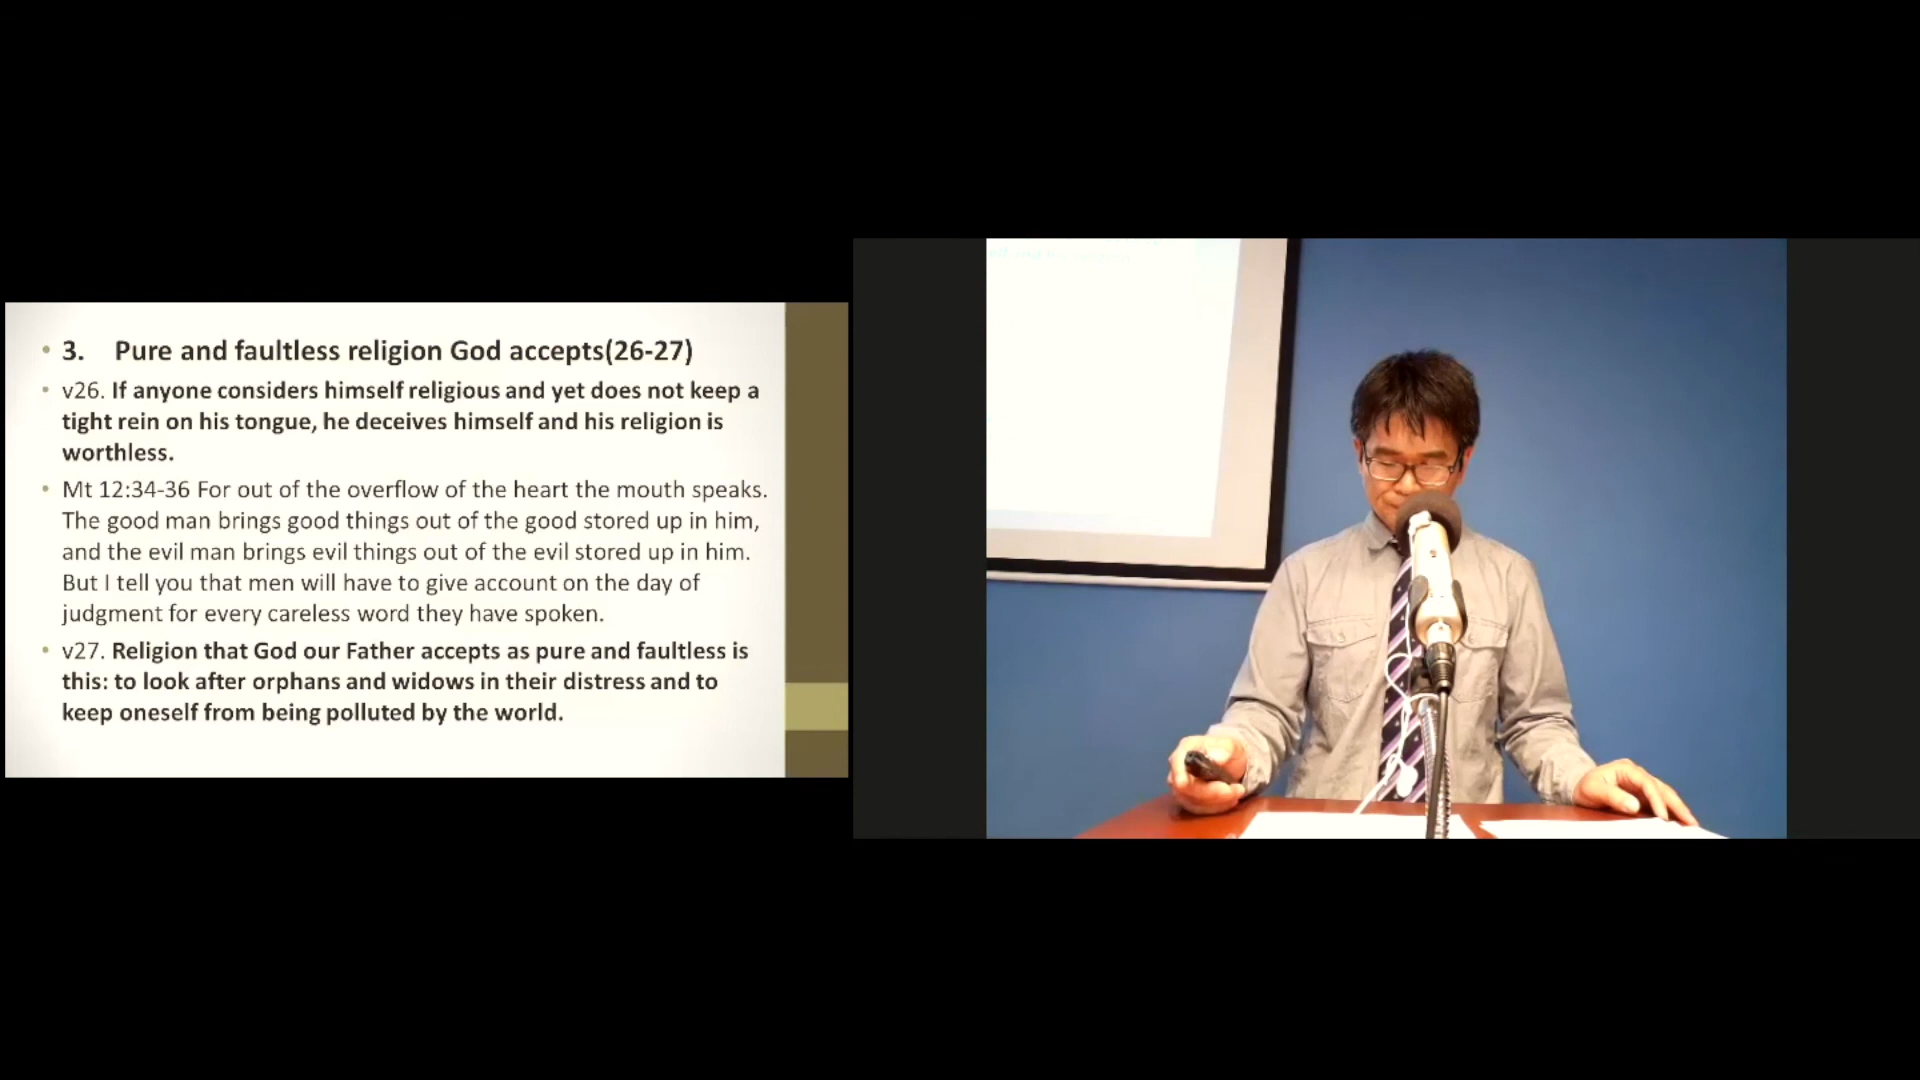 • 3. Pure and faultless religion God accepts(26-27)
• v26. If anyone considers himself religious and yet does not keep a
tight rein on his tongue, he deceives himself and his religion is
worthless.
• Mt 12:34-36 For out of the overflow of the heart the mouth speaks.
The good man brings good things out of the good stored up in him,
and the evil man brings evil things out of the evil stored up in him.
But I tell you that men will have to give account on the day of
judgment for every careless word they have spoken.
• v27. Religion that God our Father accepts as pure and faultless is
this: to look after orphans and widows in their distress and to
keep oneself from being polluted by the world.